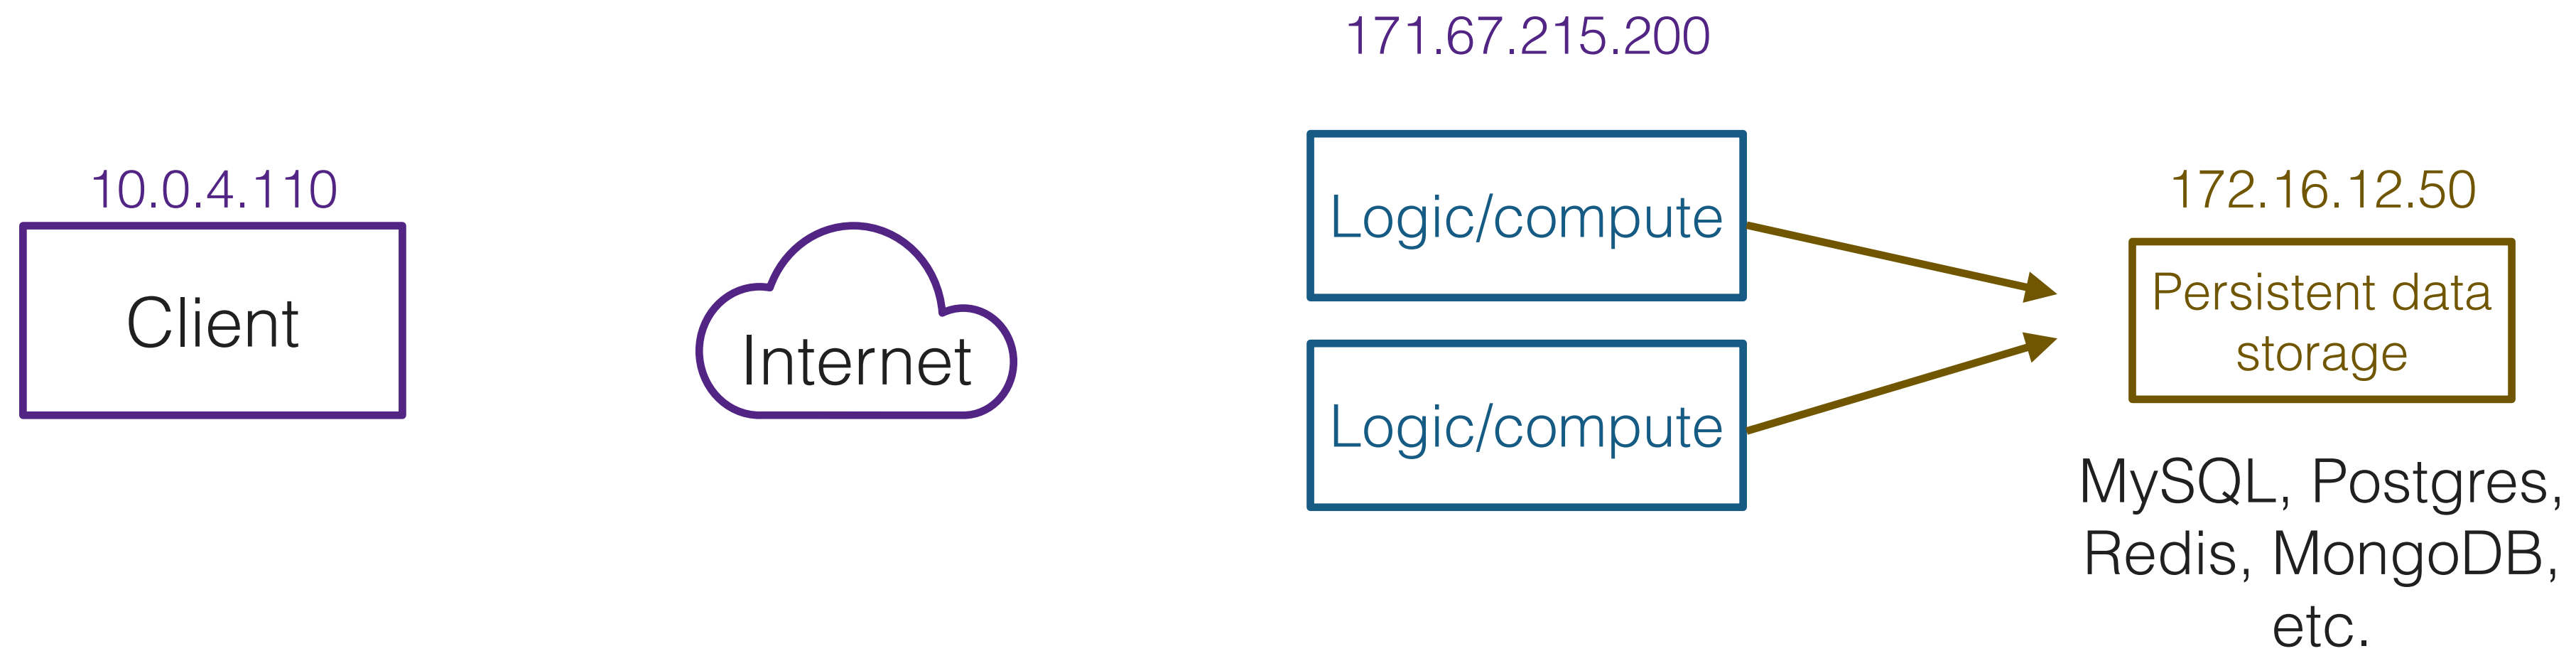 10.0.4.110
Client
Internet
171.67.215.200
Logic/compute
Logic/compute
172.16.12.50
Persistent data
storage
MySQL, Postgres,
Redis, MongoDB,
etc.